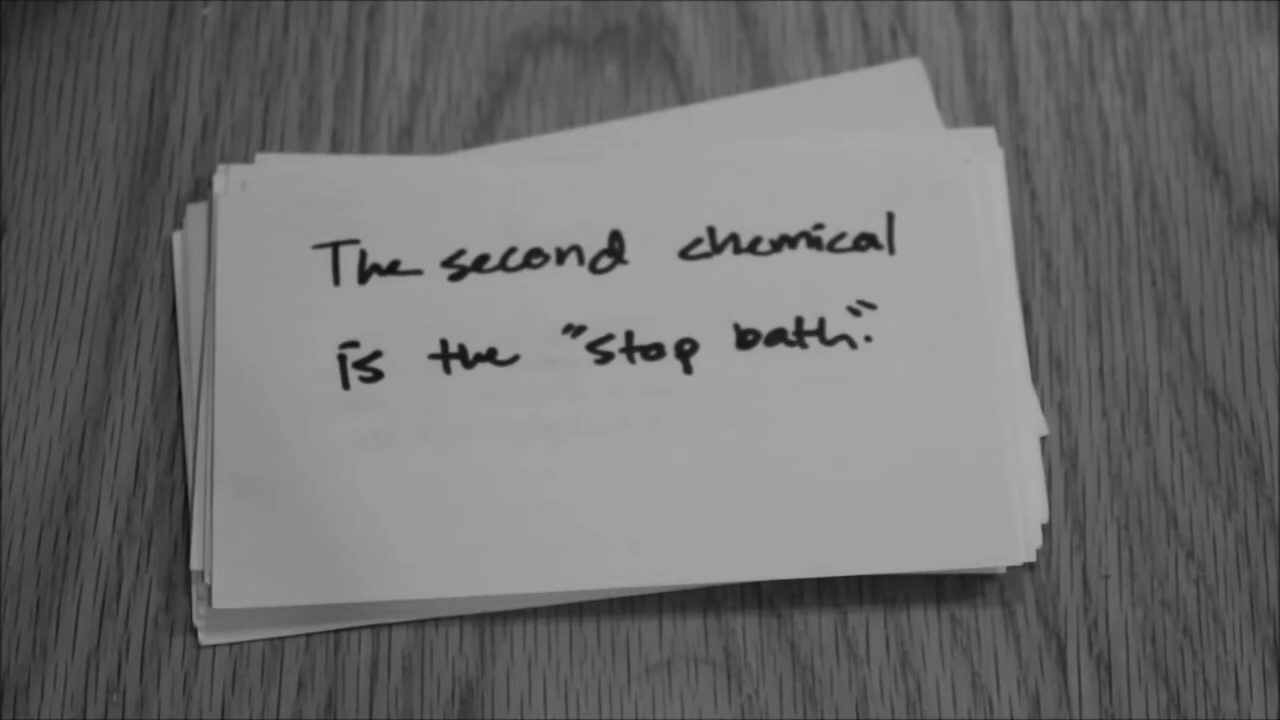 The second chemical
is the "stop bath."